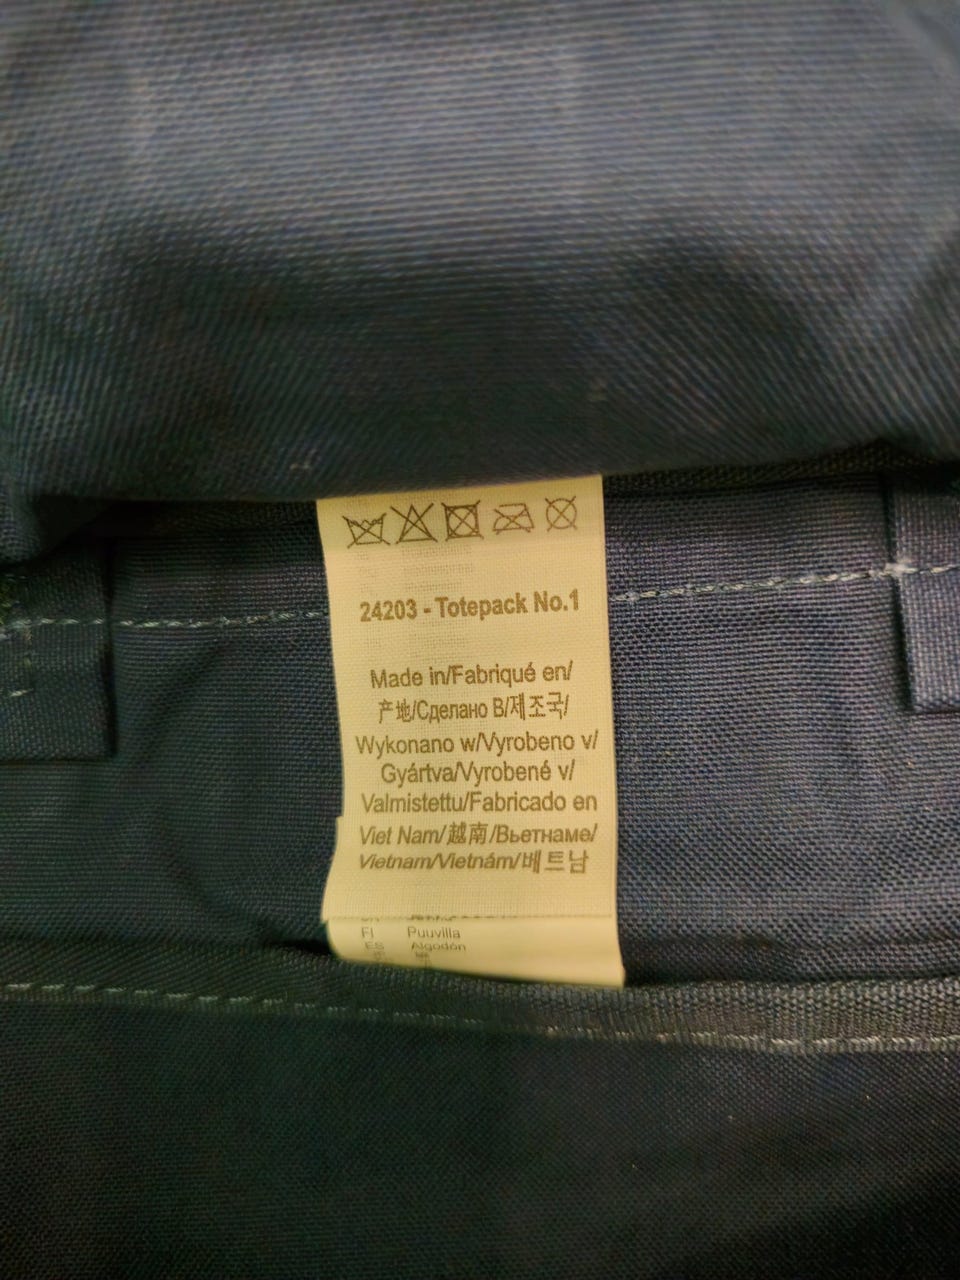 24203 - Totepack No.1
Made in/Fabriqué en/
产地/Сделано В/제조국/
Wykonano w/Vyrobeno v/
Gyártva/Vyrobené v/
Valmistettu/Fabricado en
Viet Nam/越南/Вьетнаме/
Vietnam/Vietnám/베트남
FI Puuvilla
ES Algodón